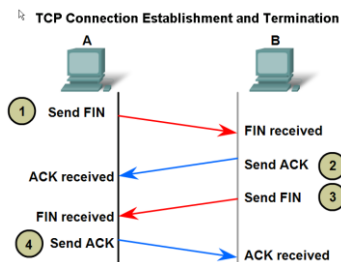 TCP Connection Establishment and Termination
A
B
1
Send FIN
FIN received
Send ACK
2
ACK received
Send FIN
3
FIN received
4
Send ACK
ACK received